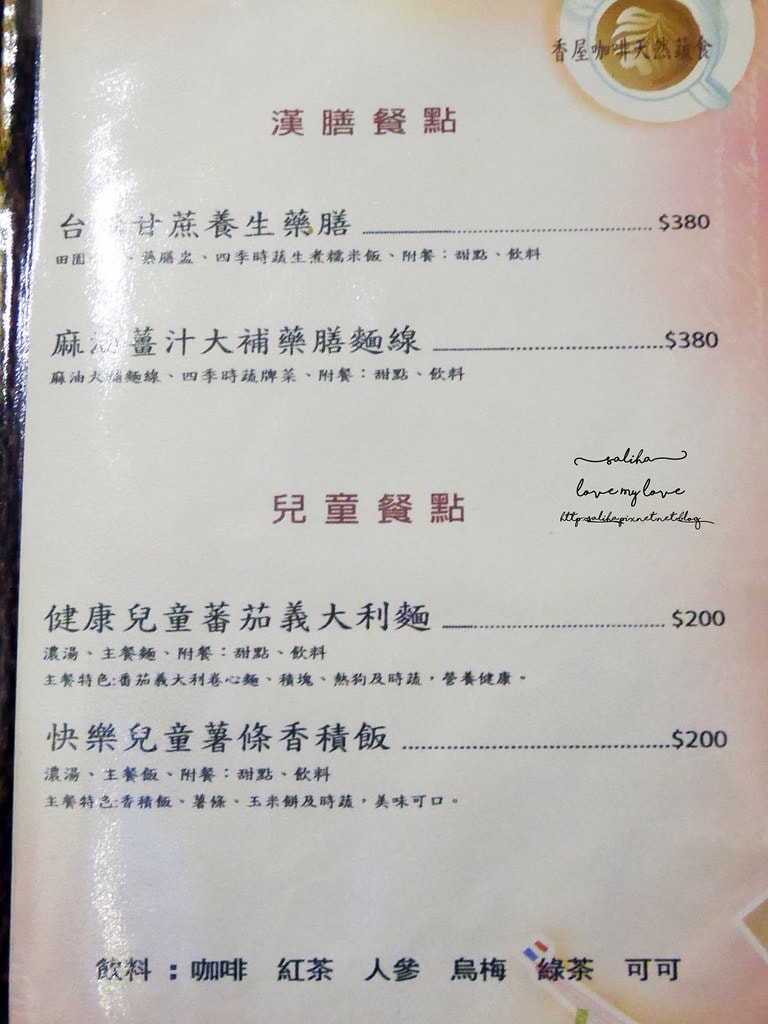 香屋咖啡天然蔬食
漢膳餐點
台 甘蔗養生藥膳 $380
田園 、藥膳盅、四季時蔬生煮糯米飯、附餐：甜點、飲料
麻油薑汁大補藥膳麵線 $380
麻油大補麵線、四季時蔬牌菜、附餐：甜點、飲料
saliha
love my love
http:saliha.pixnet.net.blog
兒童餐點
健康兒童蕃茄義大利麵 $200
濃湯、主餐麵、附餐：甜點、飲料
主餐特色:番茄義大利卷心麵、積塊、熱狗及時蔬，營養健康。
快樂兒童薯條香積飯 $200
濃湯、主餐飯、附餐：甜點、飲料
主餐特色:香積飯、薯條、玉米餅及時蔬，美味可口。
飲料：咖啡 紅茶 人參 烏梅 綠茶 可可